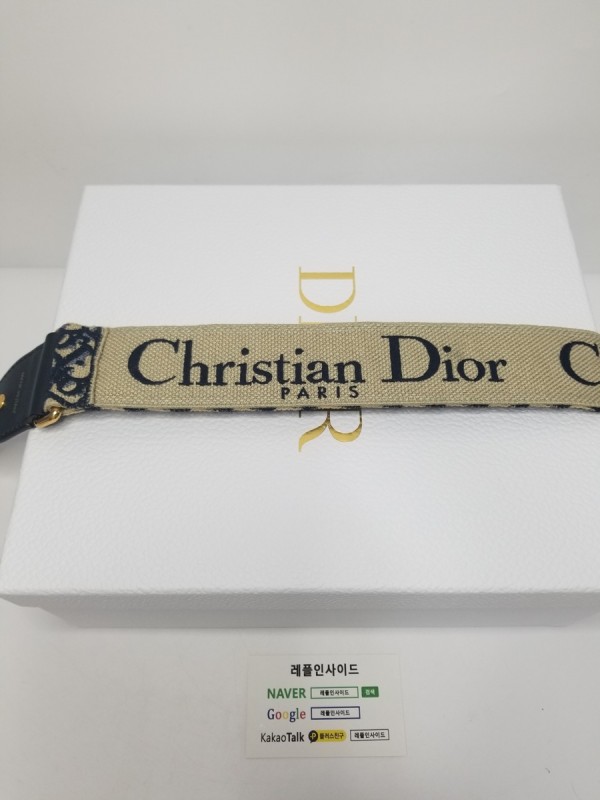 DIOR
Christian Dior
PARIS
C
레플인사이드
NAVER 레플인사이드 검색
Google 레플인사이드
KakaoTalk 플러스친구 레플인사이드